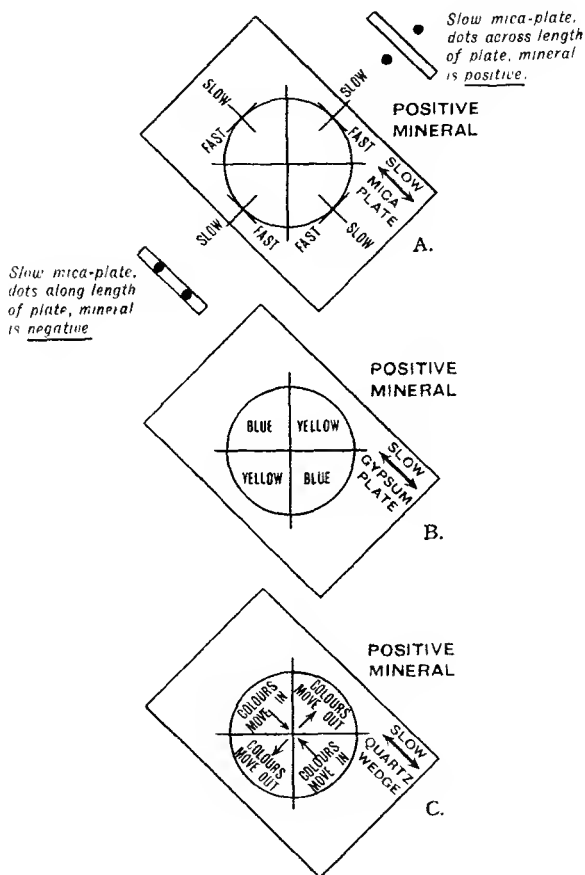 Slow mica-plate,
dots across length
of plate, mineral
is positive.
SLOW
SLOW
POSITIVE
MINERAL
FAST
FAST
SLOW
MICA
PLATE
SLOW
FAST
FAST
SLOW
A.
Slow mica-plate,
dots along length
of plate, mineral
is negative
POSITIVE
MINERAL
BLUE
YELLOW
YELLOW
BLUE
SLOW
GYPSUM
PLATE
B.
POSITIVE
MINERAL
COLOURS
MOVE IN
COLOURS
MOVE OUT
COLOURS
MOVE OUT
COLOURS
MOVE IN
SLOW
QUARTZ
WEDGE
C.